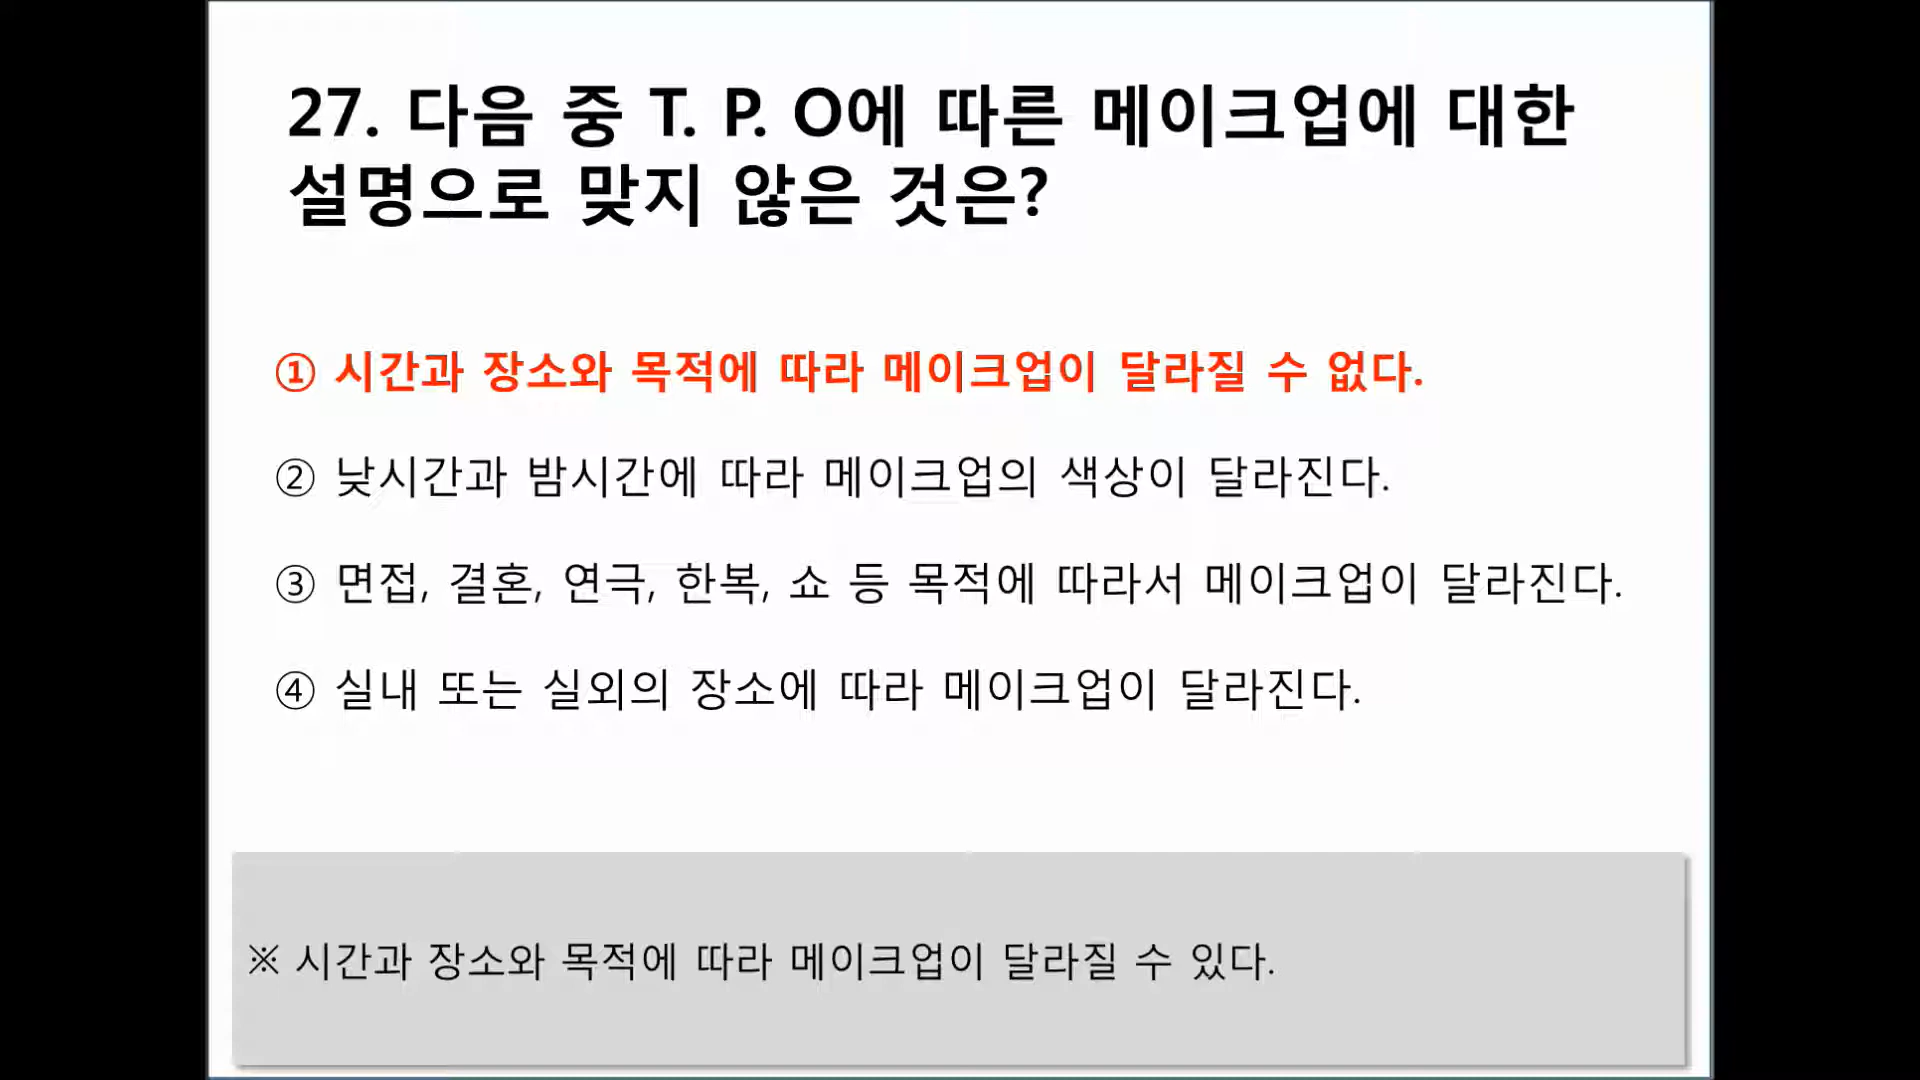 27. 다음 중 T. P. O에 따른 메이크업에 대한
설명으로 맞지 않은 것은?
① 시간과 장소와 목적에 따라 메이크업이 달라질 수 없다.
② 낮시간과 밤시간에 따라 메이크업의 색상이 달라진다.
③ 면접, 결혼, 연극, 한복, 쇼 등 목적에 따라서 메이크업이 달라진다.
④ 실내 또는 실외의 장소에 따라 메이크업이 달라진다.
※ 시간과 장소와 목적에 따라 메이크업이 달라질 수 있다.